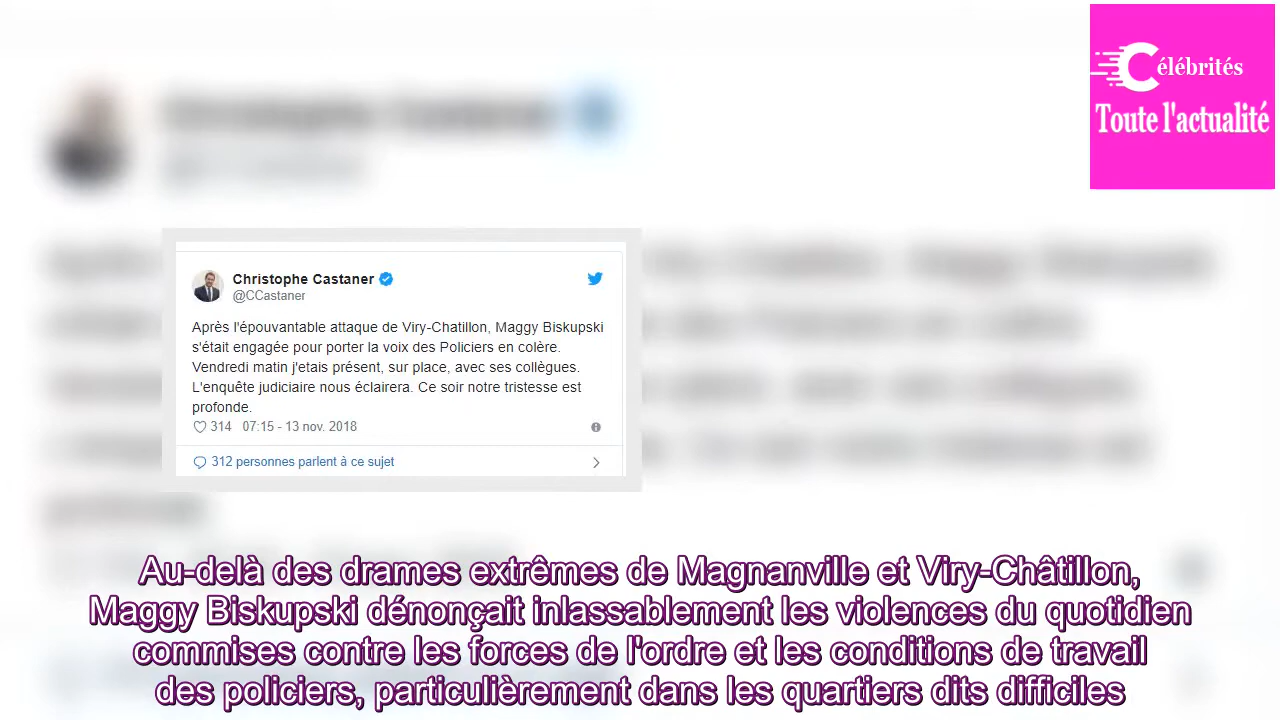 Célébrités
Toute l'actualité
Christophe Castaner
@CCastaner
Après l'épouvantable attaque de Viry-Chatillon, Maggy Biskupski
s'était engagée pour porter la voix des Policiers en colère.
Vendredi matin j'etais présent, sur place, avec ses collègues.
L'enquête judiciaire nous éclairera. Ce soir notre tristesse est
profonde.
314 07:15 - 13 nov. 2018
312 personnes parlent à ce sujet
Au-delà des drames extrêmes de Magnanville et Viry-Châtillon,
Maggy Biskupski dénonçait inlassablement les violences du quotidien
commises contre les forces de l'ordre et les conditions de travail
des policiers, particulièrement dans les quartiers dits difficiles